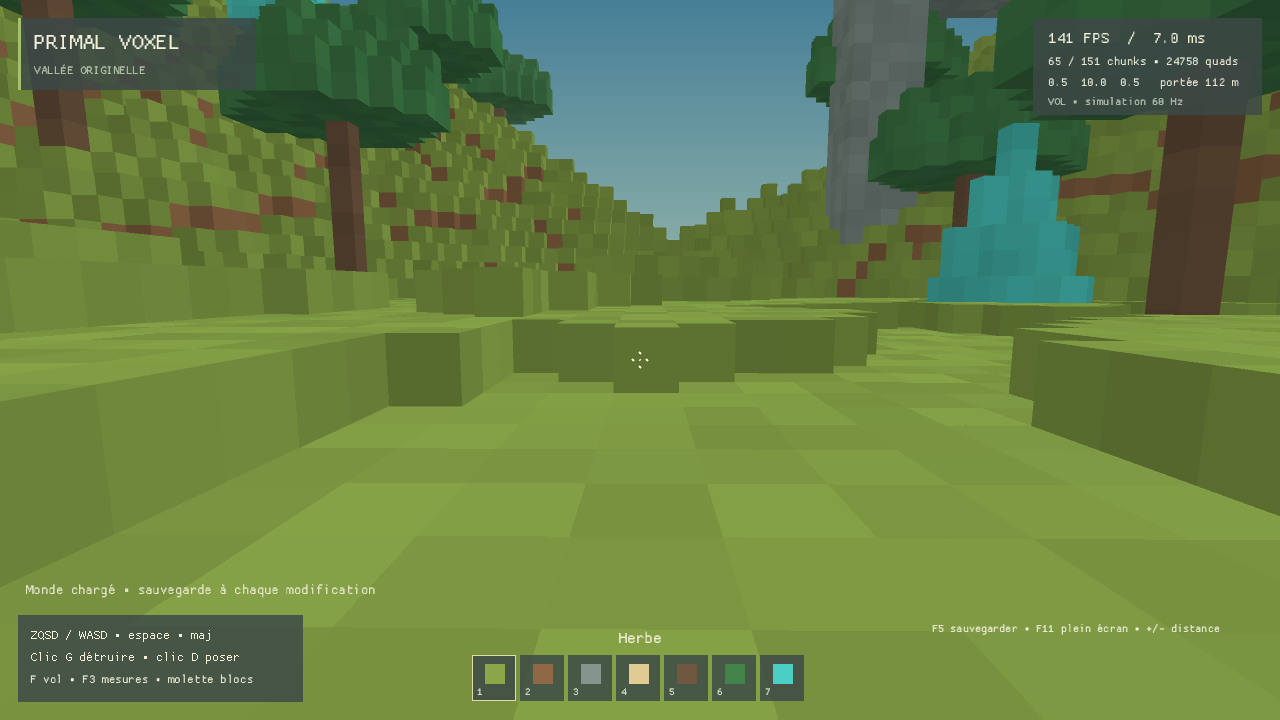 PRIMAL VOXEL
VALLÉE ORIGINELLE
141 FPS / 7.0 ms
65 / 151 chunks ▪ 24758 quads
0.5 10.0 0.5 portée 112 m
VOL ▪ simulation 60 Hz
Monde chargé ▪ sauvegarde à chaque modification
ZQSD / WASD ▪ espace ▪ maj
Clic G détruire ▪ clic D poser
F vol ▪ F3 mesures ▪ molette blocs
Herbe
1 2 3 4 5 6 7
F5 sauvegarder ▪ F11 plein écran ▪ +/- distance